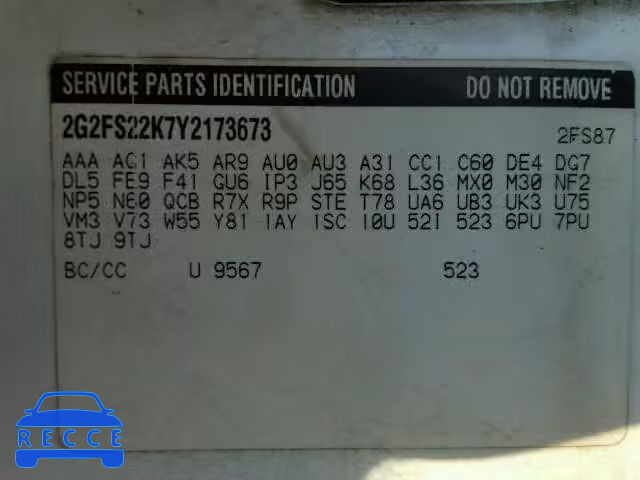 SERVICE PARTS IDENTIFICATION DO NOT REMOVE
2G2FS22K7Y2173673 2FS87
AAA AC1 AK5 AR9 AU0 AU3 A31 CC1 C60 DE4 DG7
DL5 FE9 F41 GU6 IP3 J65 K68 L36 MX0 M30 NF2
NP5 N60 QCB R7X R9P STE T78 UA6 UB3 UK3 U75
VM3 V73 W55 Y81 1AY 1SC 10U 52I 523 6PU 7PU
8TJ 9TJ
BC/CC U 9567 523
RECCE